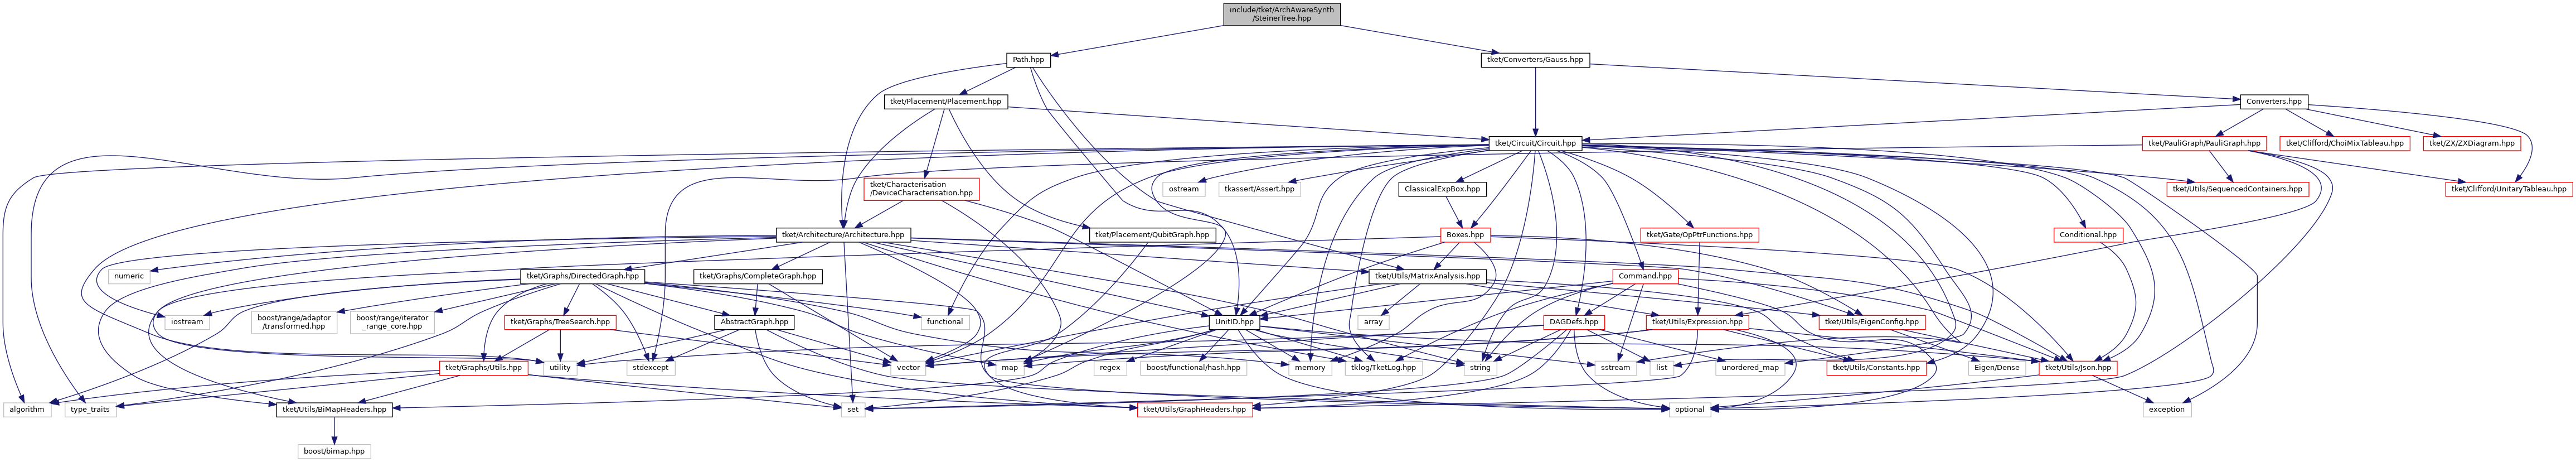 include/tket/ArchAwareSynth
/SteinerTree.hpp
Path.hpp
tket/Converters/Gauss.hpp
tket/Placement/Placement.hpp
Converters.hpp
tket/Circuit/Circuit.hpp
tket/PauliGraph/PauliGraph.hpp
tket/Clifford/ChoiMixTableau.hpp
tket/ZX/ZXDiagram.hpp
tket/Characterisation
/DeviceCharacterisation.hpp
ostream
tkassert/Assert.hpp
ClassicalExpBox.hpp
tket/Utils/SequencedContainers.hpp
tket/Clifford/UnitaryTableau.hpp
tket/Architecture/Architecture.hpp
tket/Placement/QubitGraph.hpp
Boxes.hpp
tket/Gate/OpPtrFunctions.hpp
Conditional.hpp
numeric
tket/Graphs/DirectedGraph.hpp
tket/Graphs/CompleteGraph.hpp
tket/Utils/MatrixAnalysis.hpp
Command.hpp
iostream
boost/range/adaptor
/transformed.hpp
boost/range/iterator
_range_core.hpp
tket/Graphs/TreeSearch.hpp
AbstractGraph.hpp
functional
UnitID.hpp
array
DAGDefs.hpp
tket/Utils/Expression.hpp
tket/Utils/EigenConfig.hpp
tket/Graphs/Utils.hpp
utility
stdexcept
vector
map
regex
boost/functional/hash.hpp
memory
tklog/TketLog.hpp
string
sstream
list
unordered_map
tket/Utils/Constants.hpp
Eigen/Dense
tket/Utils/Json.hpp
algorithm
type_traits
tket/Utils/BiMapHeaders.hpp
set
tket/Utils/GraphHeaders.hpp
optional
exception
boost/bimap.hpp